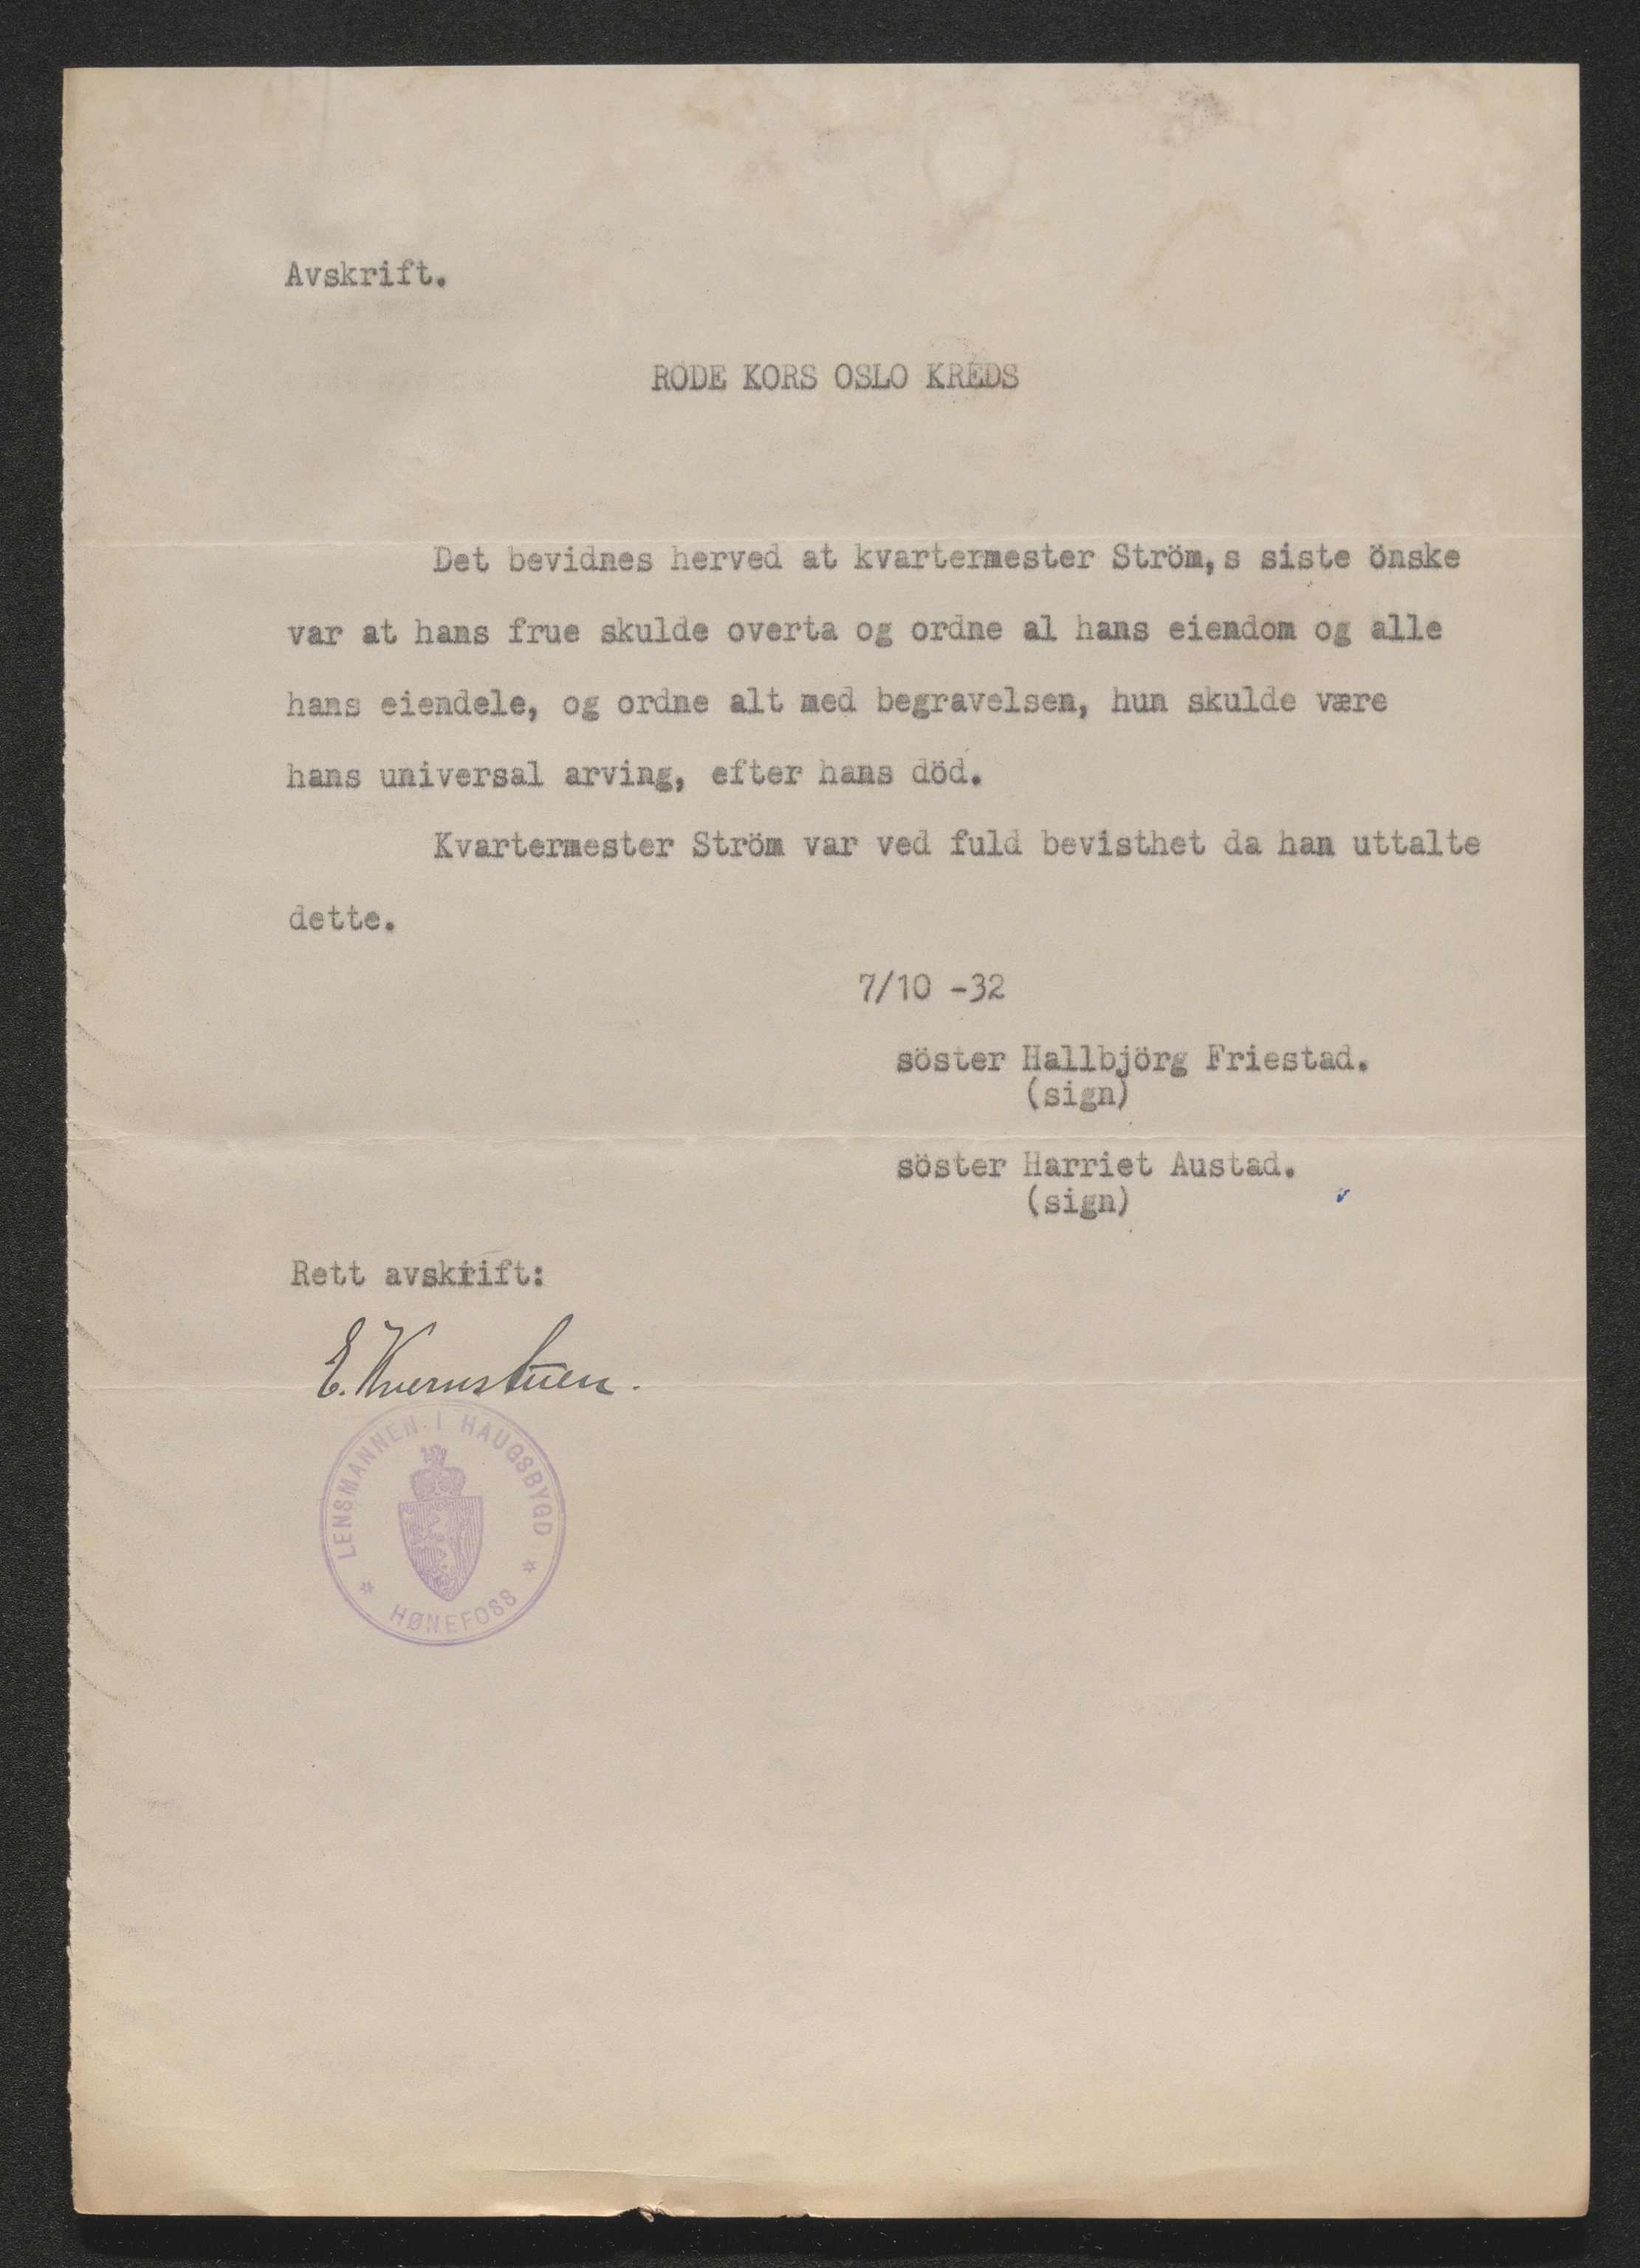 Avskrift.
RÖDE KORS OSLO KREDS
Det bevidnes herved at kvartermester Ström,s siste önske
var at hans frue skulde overta og ordne al hans eiendom og alle
hans eiendele, og ordne alt med begravelsen, hun skulde være
hans universal arving, efter hans död.
Kvartermester Ström var ved fuld bevisthet da han uttalte
dette.
7/10 -32
söster Hallbjörg Friestad.
(sign)
söster Harriet Austad.
(sign)
Rett avskrift:
E. Kvernstuen.
LENSMANNEN I HAUGSBYGD
HØNEFOSS